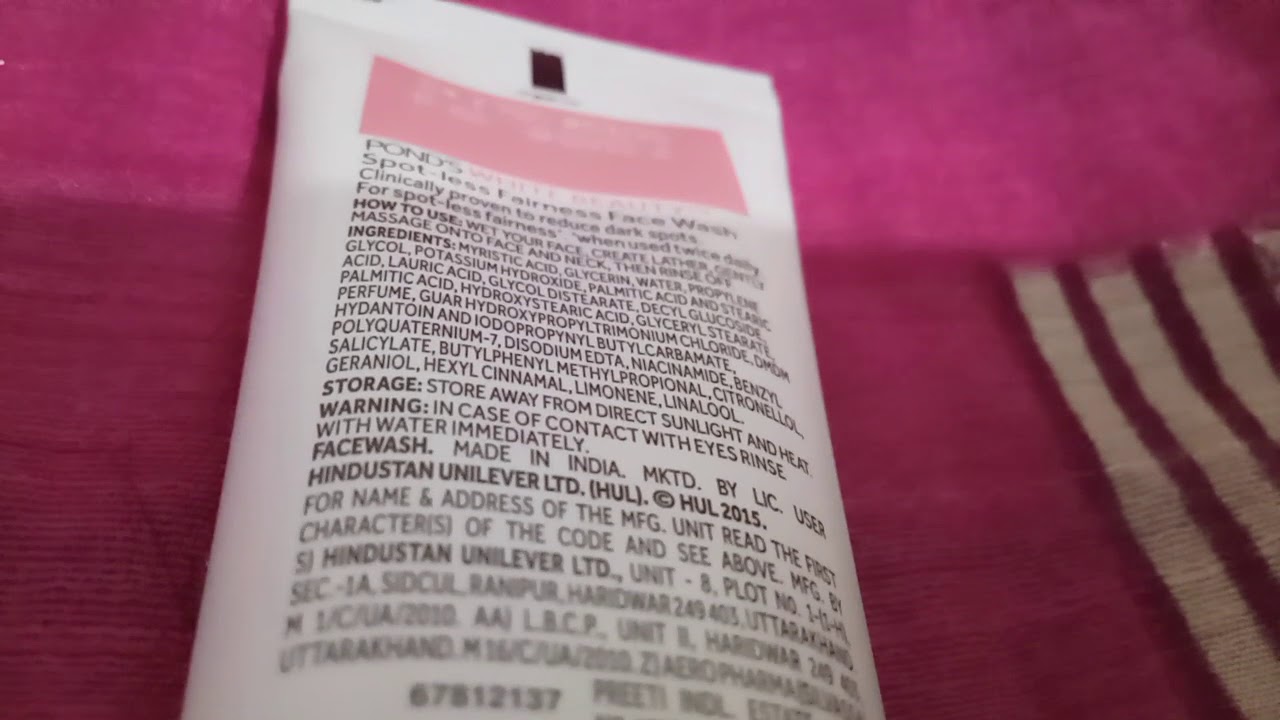 POND'S WHITE BEAUTY
Spot-less Fairness Face Wash
Clinically proven to reduce dark spots
For spot-less fairness* *when used twice daily
HOW TO USE: WET YOUR FACE, CREATE LATHER, GENTLY
MASSAGE ONTO FACE AND NECK, THEN RINSE OFF
INGREDIENTS: MYRISTIC ACID, GLYCERIN, WATER, PROPYLENE
GLYCOL, POTASSIUM HYDROXIDE, PALMITIC ACID AND STEARIC
ACID, LAURIC ACID, GLYCOL DISTEARATE, DECYL GLUCOSIDE,
PALMITIC ACID, HYDROXYSTEARIC ACID, GLYCERYL STEARATE,
PERFUME, GUAR HYDROXYPROPYLTRIMONIUM CHLORIDE, DMDM
HYDANTOIN AND IODOPROPYNYL BUTYLCARBAMATE,
POLYQUATERNIUM-7, DISODIUM EDTA, NIACINAMIDE, BENZYL
SALICYLATE, BUTYLPHENYL METHYLPROPIONAL, CITRONELLOL,
GERANIOL, HEXYL CINNAMAL, LIMONENE, LINALOOL.
STORAGE: STORE AWAY FROM DIRECT SUNLIGHT AND HEAT.
WARNING: IN CASE OF CONTACT WITH EYES RINSE
WITH WATER IMMEDIATELY.
FACEWASH. MADE IN INDIA. MKTD. BY LIC. USER
HINDUSTAN UNILEVER LTD. (HUL). © HUL 2015.
FOR NAME & ADDRESS OF THE MFG. UNIT READ THE FIRST
CHARACTER(S) OF THE CODE AND SEE ABOVE. MFG. BY
S) HINDUSTAN UNILEVER LTD., UNIT - 8, PLOT NO. 1-(1-H),
SEC.-1A, SIDCUL, RANIPUR, HARIDWAR 249 403, UTTARAKHAND
M 1/C/UA/2010. AA) L.B.C.P., UNIT II, HARIDWAR 249
UTTARAKHAND. M 16/C/UA/2010. Z) AERO PHARMA
67812137 PREETI INDL. ESTATE